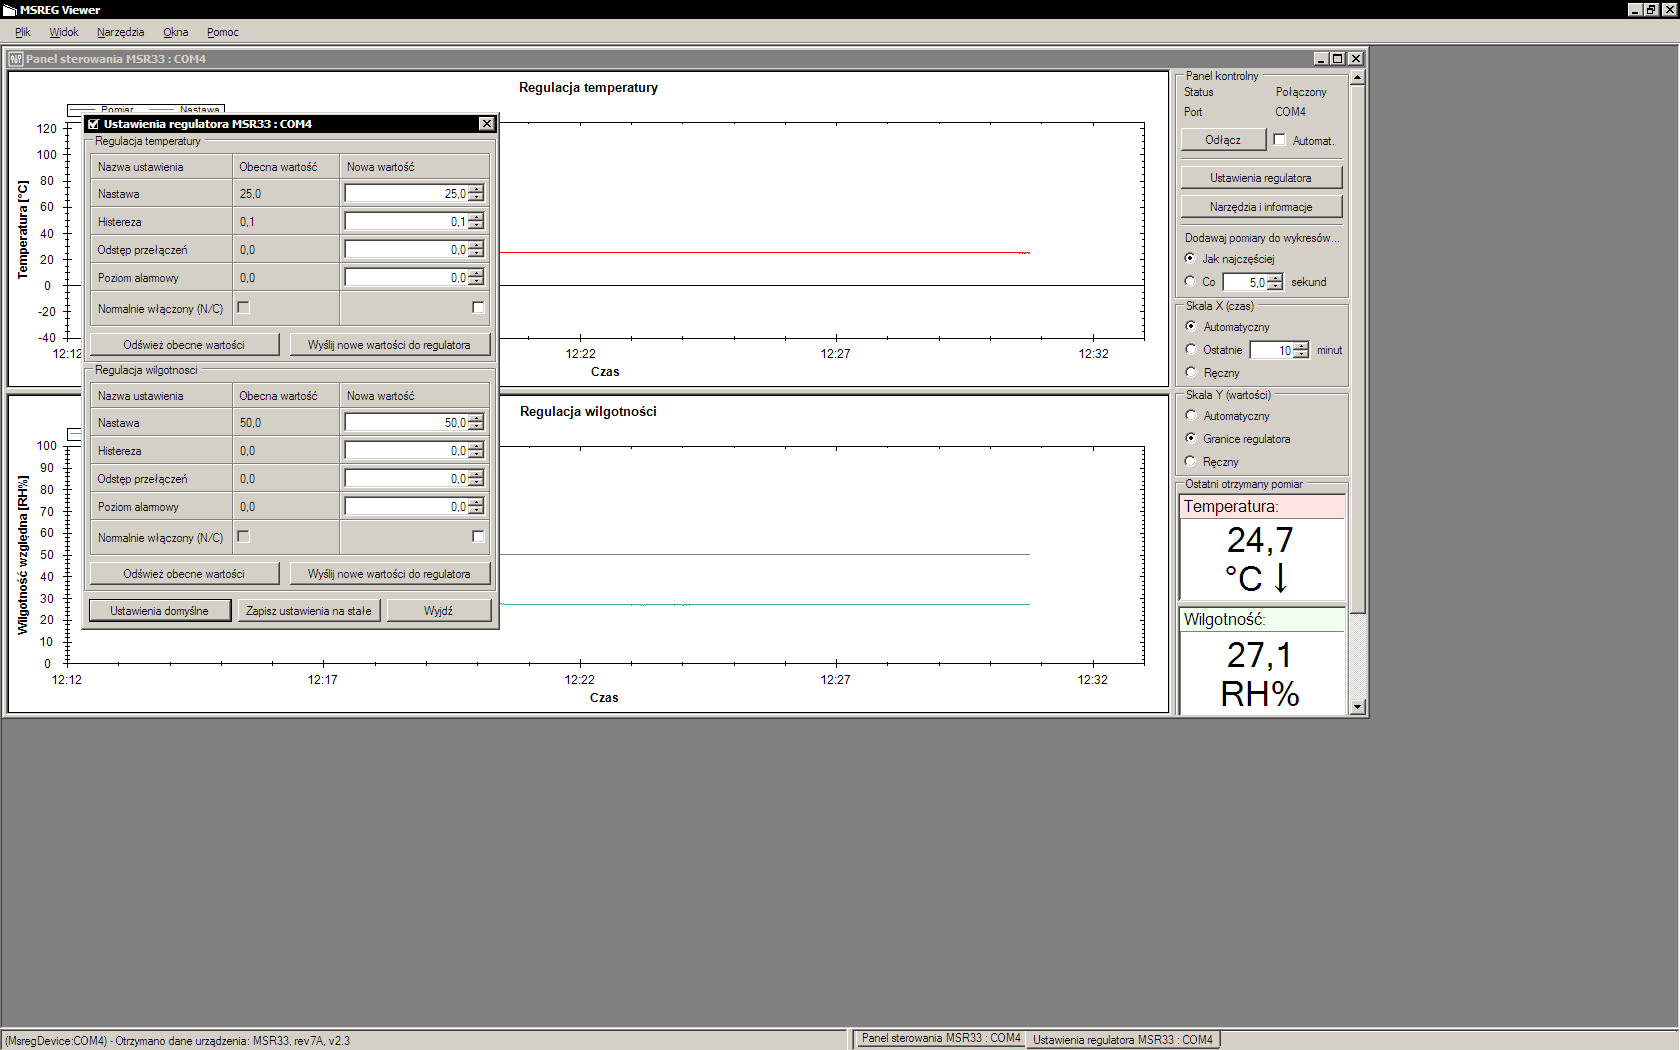 MSREG Viewer
Plik Widok Narzędzia Okna Pomoc
Panel sterowania MSR33 : COM4
Regulacja temperatury
Pomiar Nastawa
Temperatura [°C]
120
100
80
60
40
20
0
-20
-40
12:12 12:22 12:27 12:32
Czas
Ustawienia regulatora MSR33 : COM4
Regulacja temperatury
Nazwa ustawienia Obecna wartość Nowa wartość
Nastawa 25,0 25,0
Histereza 0,1 0,1
Odstęp przełączeń 0,0 0,0
Poziom alarmowy 0,0 0,0
Normalnie włączony (N/C)
Odśwież obecne wartości Wyślij nowe wartości do regulatora
Regulacja wilgotnosci
Nazwa ustawienia Obecna wartość Nowa wartość
Nastawa 50,0 50,0
Histereza 0,0 0,0
Odstęp przełączeń 0,0 0,0
Poziom alarmowy 0,0 0,0
Normalnie włączony (N/C)
Odśwież obecne wartości Wyślij nowe wartości do regulatora
Ustawienia domyślne Zapisz ustawienia na stałe Wyjdź
Regulacja wilgotności
Wilgotność względna [RH%]
100
90
80
70
60
50
40
30
20
10
0
12:12 12:17 12:22 12:27 12:32
Czas
Panel kontrolny
Status Połączony
Port COM4
Odłącz Automat.
Ustawienia regulatora
Narzędzia i informacje
Dodawaj pomiary do wykresów...
Jak najczęściej
Co 5,0 sekund
Skala X (czas)
Automatyczny
Ostatnie 10 minut
Ręczny
Skala Y (wartości)
Automatyczny
Granice regulatora
Ręczny
Ostatni otrzymany pomiar
Temperatura:
24,7
°C ↓
Wilgotność:
27,1
RH%
(MsregDevice:COM4) - Otrzymano dane urządzenia: MSR33, rev7A, v2.3
Panel sterowania MSR33 : COM4 Ustawienia regulatora MSR33 : COM4